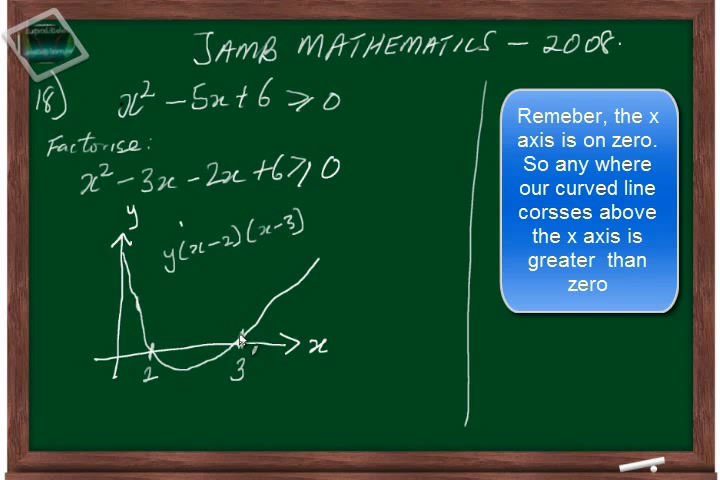 JAMB MATHEMATICS - 2008.
18) x² - 5x + 6 ⩾ 0
Factorise:
x² - 3x - 2x + 6 ⩾ 0
y
y(x-2)(x-3)
x
2
3
Remeber, the x
axis is on zero.
So any where
our curved line
corsses above
the x axis is
greater than
zero